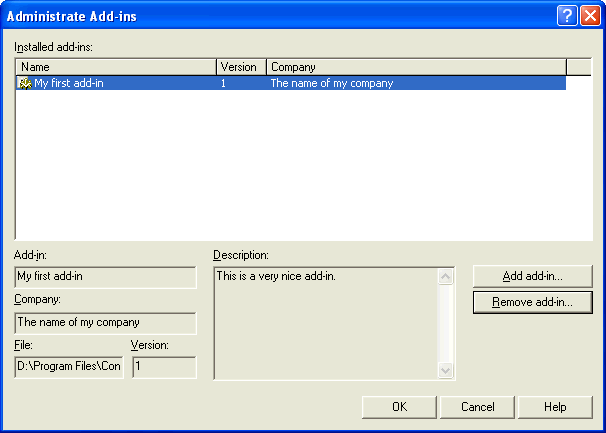 Administrate Add-ins
Installed add-ins:
Name Version Company
My first add-in 1 The name of my company
Add-in: Description:
My first add-in This is a very nice add-in.
Add add-in...
Company:
Remove add-in...
The name of my company
File: Version:
D:\Program Files\Con 1
OK Cancel Help